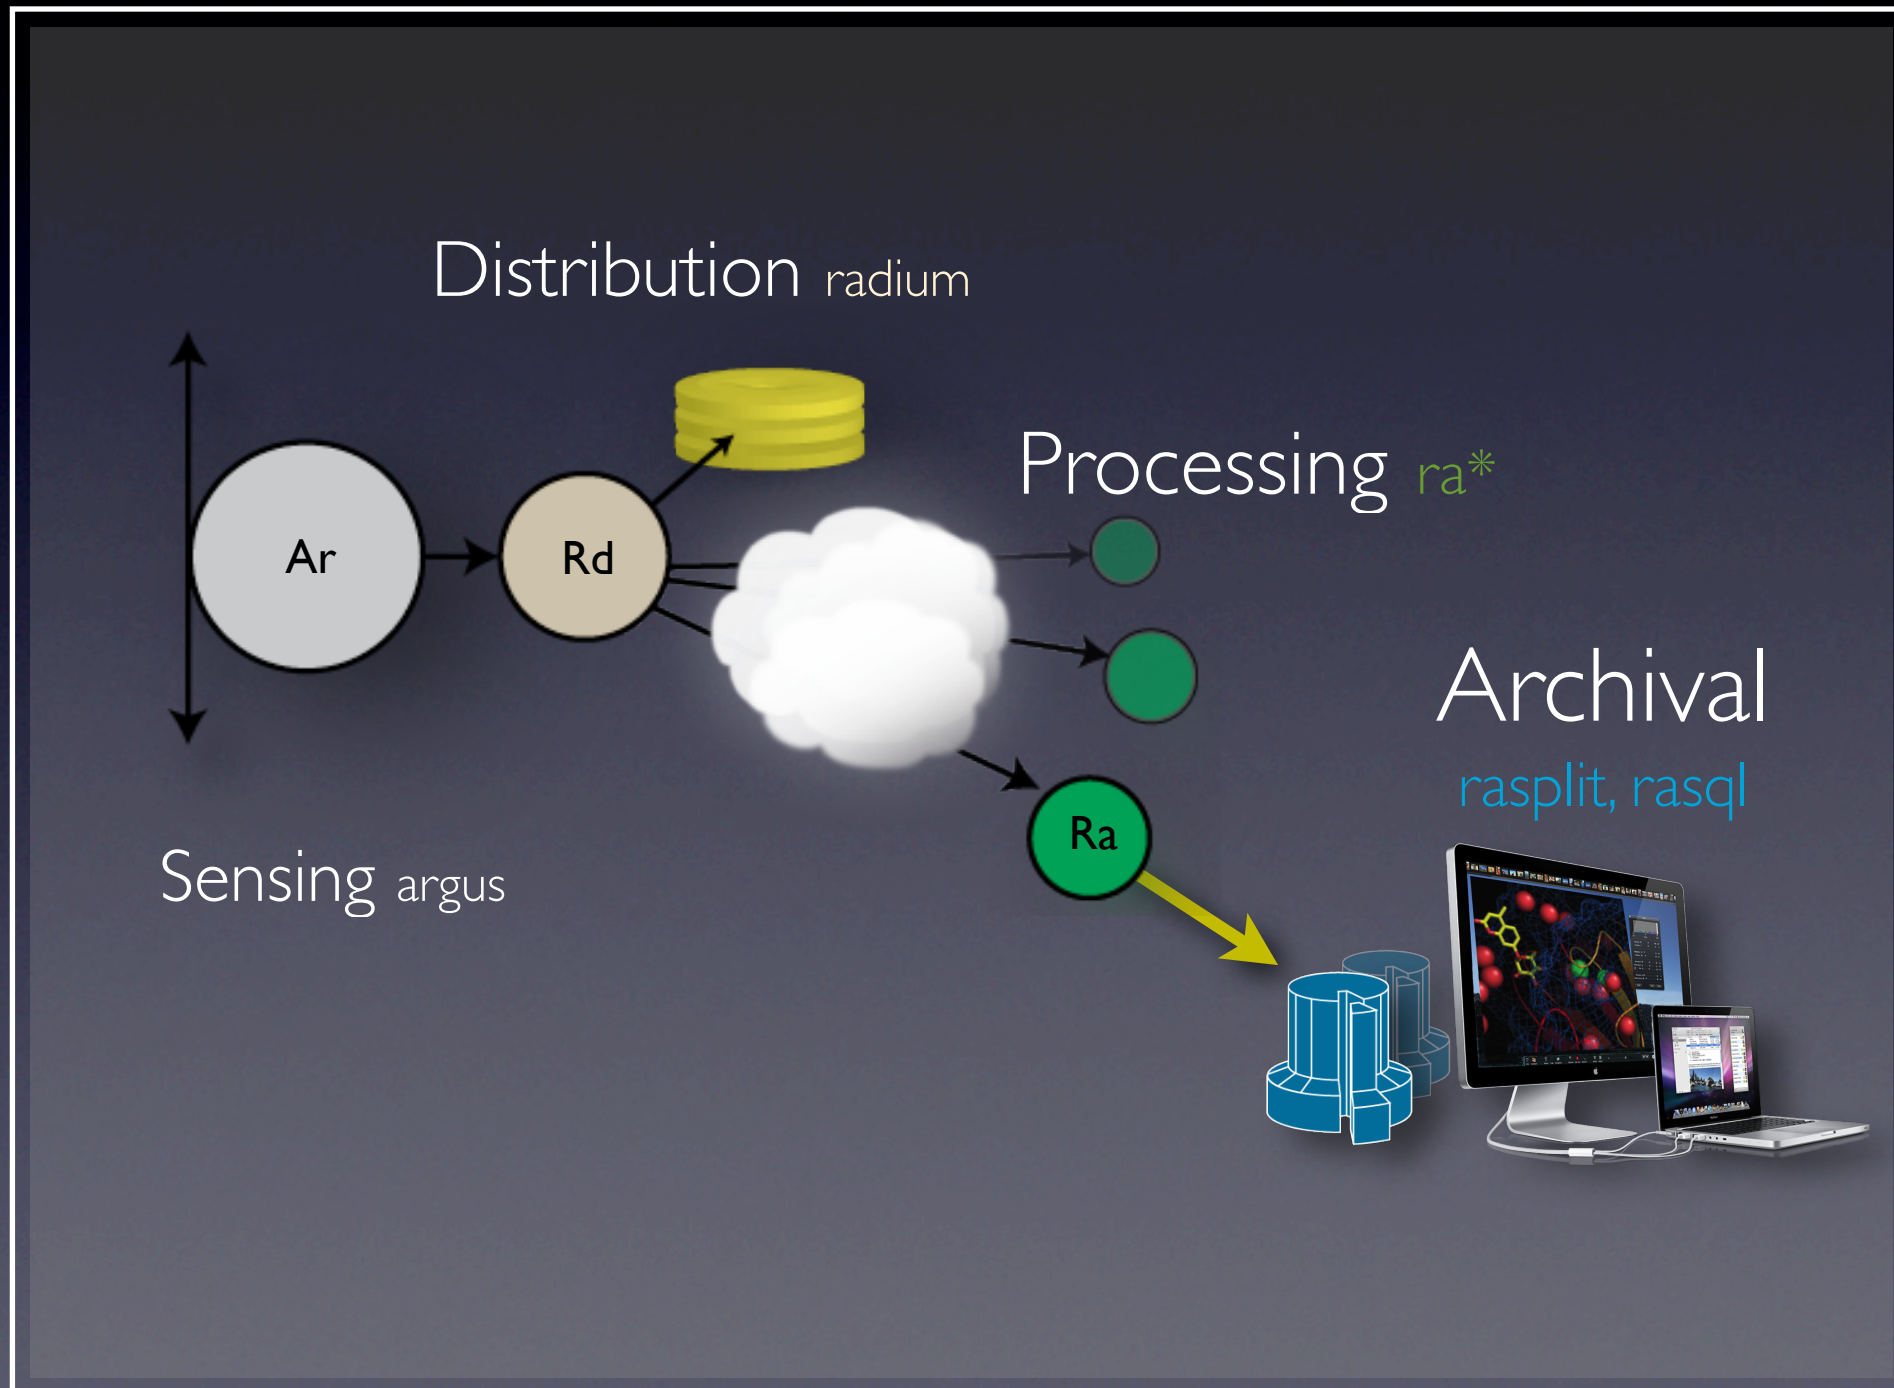 Distribution radium
Processing ra*
Ar
Rd
Archival
rasplit, rasql
Ra
Sensing argus